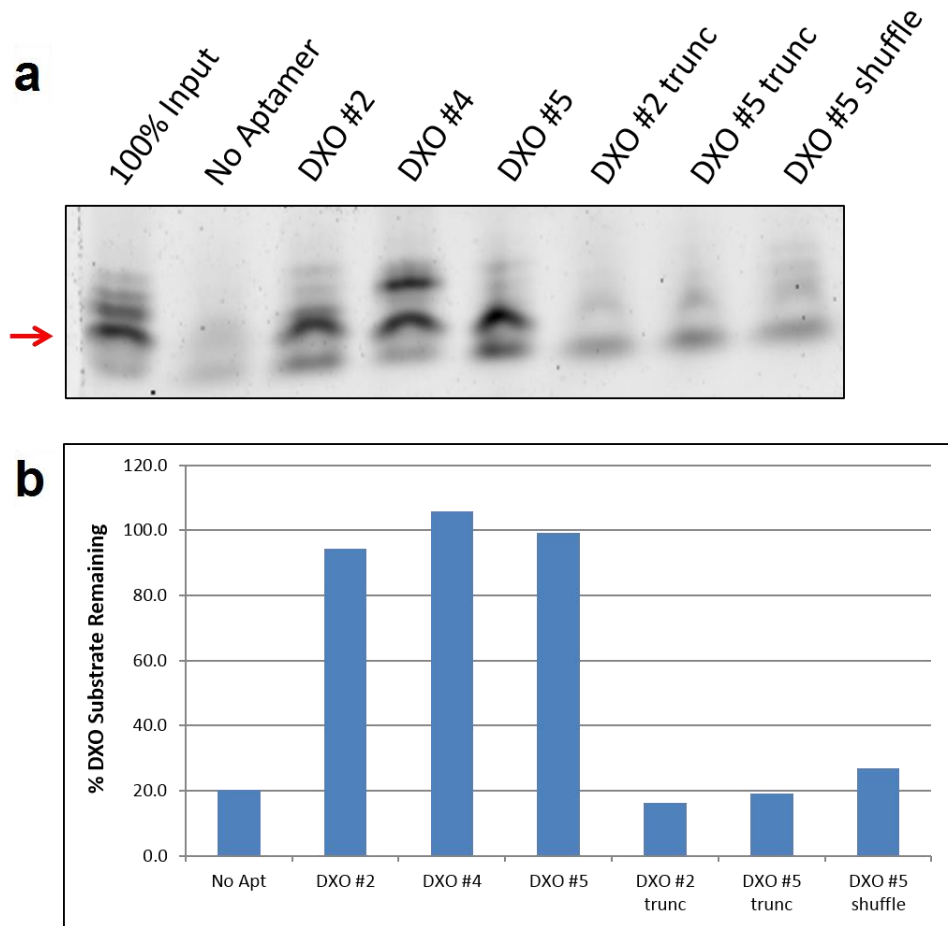 a
100% Input
No Aptamer
DXO #2
DXO #4
DXO #5
DXO #2 trunc
DXO #5 trunc
DXO #5 shuffle
b
% DXO Substrate Remaining
120.0
100.0
80.0
60.0
40.0
20.0
0.0
No Apt
DXO #2
DXO #4
DXO #5
DXO #2
trunc
DXO #5
trunc
DXO #5
shuffle